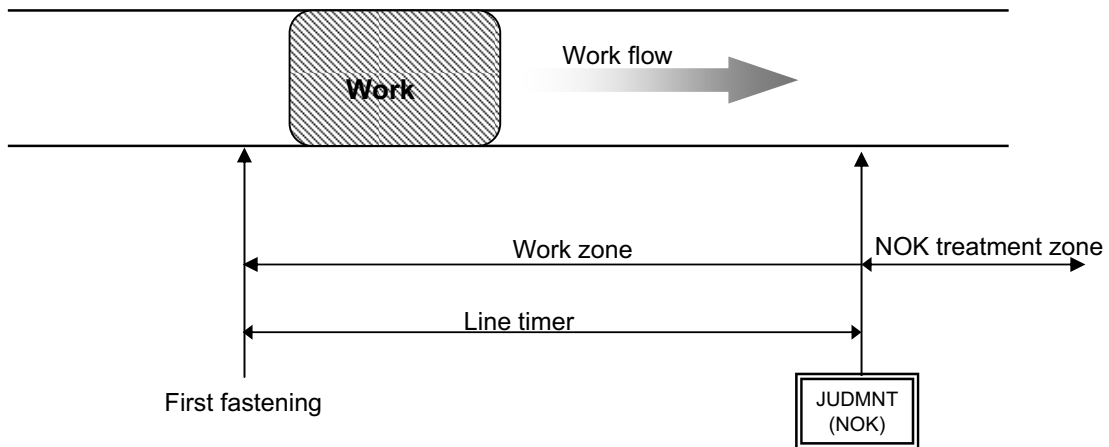 Work flow
Work
Work zone
NOK treatment zone
Line timer
First fastening
JUDMNT
(NOK)